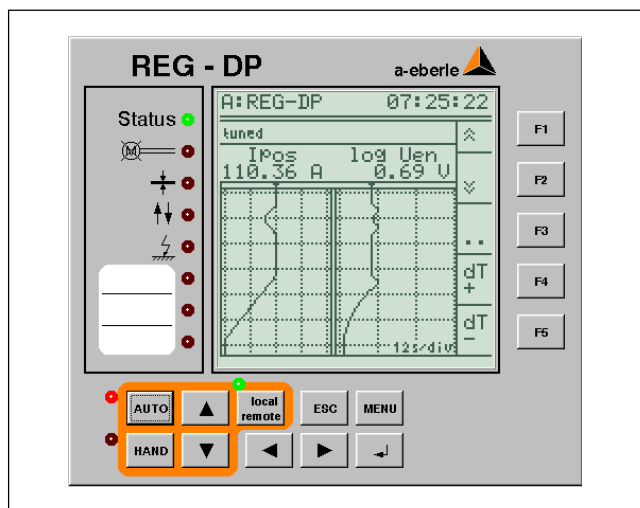 REG - DP
a-eberle
Status
A:REG-DP 07:25:22
tuned
Ipos log Uen
110.36 A 0.69 V
..
dT
+
dT
-
12s/div
F1
F2
F3
F4
F5
AUTO
local
remote
ESC
MENU
HAND